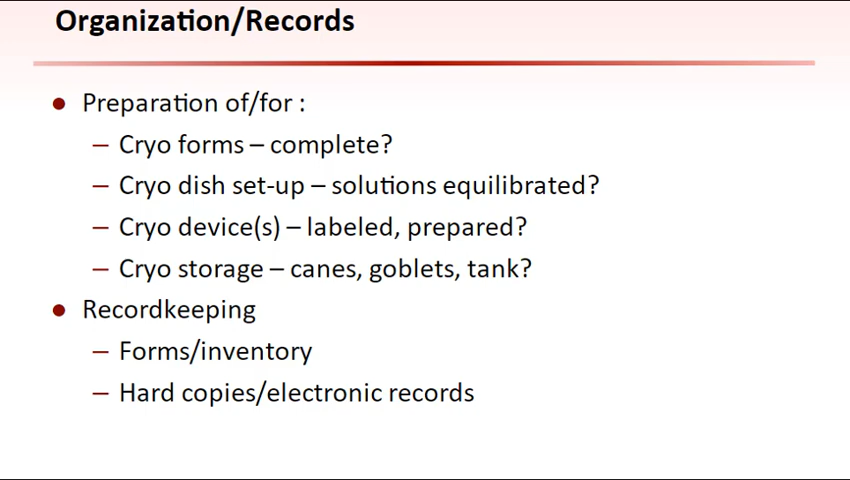 Organization/Records
● Preparation of/for :
– Cryo forms – complete?
– Cryo dish set-up – solutions equilibrated?
– Cryo device(s) – labeled, prepared?
– Cryo storage – canes, goblets, tank?
● Recordkeeping
– Forms/inventory
– Hard copies/electronic records